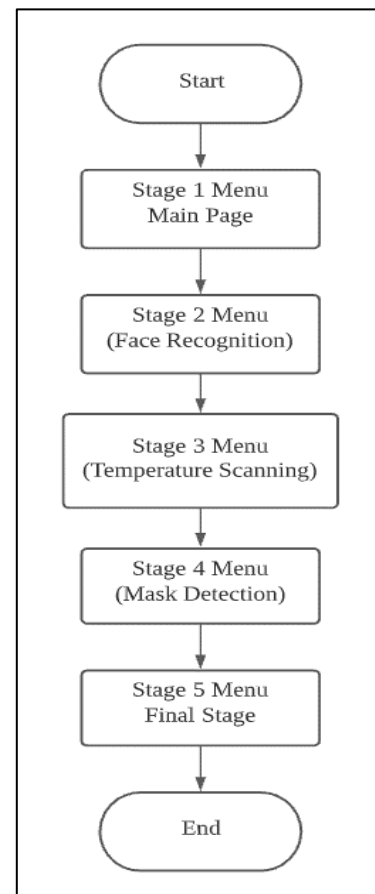 Start
Stage 1 Menu
Main Page
Stage 2 Menu
(Face Recognition)
Stage 3 Menu
(Temperature Scanning)
Stage 4 Menu
(Mask Detection)
Stage 5 Menu
Final Stage
End